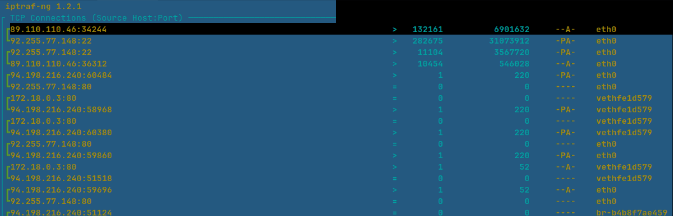 iptraf-ng 1.2.1
TCP Connections (Source Host:Port)
89.110.110.46:34244 > 132161 6901632 --A- eth0
92.255.77.148:22 > 282675 31873912 -PA- eth0
92.255.77.148:22 > 11104 3567720 -PA- eth0
89.110.110.46:36312 > 10454 546028 --A- eth0
94.198.216.240:60404 > 1 220 -PA- eth0
92.255.77.148:80 = 0 0 ---- eth0
172.18.0.3:80 = 0 0 ---- vethfe1d579
94.198.216.240:58968 > 1 220 -PA- vethfe1d579
172.18.0.3:80 = 0 0 ---- vethfe1d579
94.198.216.240:60388 > 1 220 -PA- vethfe1d579
92.255.77.148:80 = 0 0 ---- eth0
94.198.216.240:59860 > 1 220 -PA- eth0
172.18.0.3:80 > 1 52 --A- vethfe1d579
94.198.216.240:51518 = 0 0 ---- vethfe1d579
94.198.216.240:59696 > 1 52 --A- eth0
92.255.77.148:80 = 0 0 ---- eth0
94.198.216.240:51124 = 0 0 ---- br-b4b8f7ae459